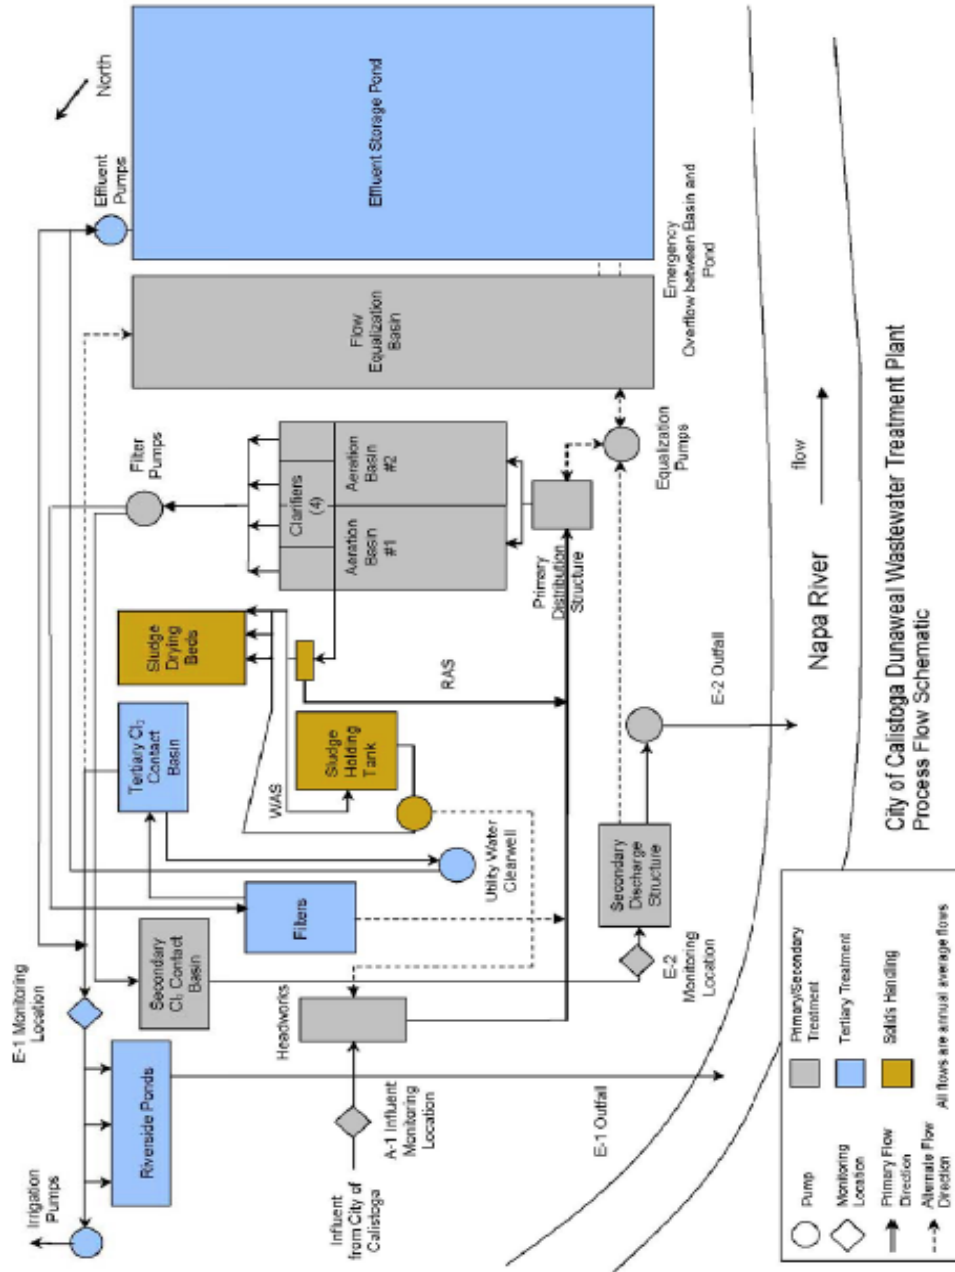 North
Effluent
Pumps
Effluent Storage Pond
Emergency
Overflow between Basin and
Pond
Flow
Equalization
Basin
Equalization
Pumps
Filter
Pumps
Clarifiers
(4)
Aeration
Basin
#1
Aeration Basin
#2
Primary
Distribution
Structure
Sludge
Drying
Beds
RAS
WAS
Sludge
Holding
Tank
Tertiary Cl₂
Contact
Basin
Utility Water
Clearwell
Filters
Secondary
Cl₂ Contact
Basin
Secondary
Discharge
Structure
E-2
Monitoring
Location
E-2 Outfall
Headworks
E-1 Monitoring
Location
Riverside Ponds
Irrigation
Pumps
A-1 Influent
Monitoring
Location
Influent
from City of
Calistoga
E-1 Outfall
Napa River
flow
City of Calistoga Dunaweal Wastewater Treatment Plant
Process Flow Schematic
Pump
Monitoring
Location
Primary Flow
Direction
Alternate Flow
Direction
Primary/Secondary
Treatment
Tertiary Treatment
Solids Handling
All flows are annual average flows